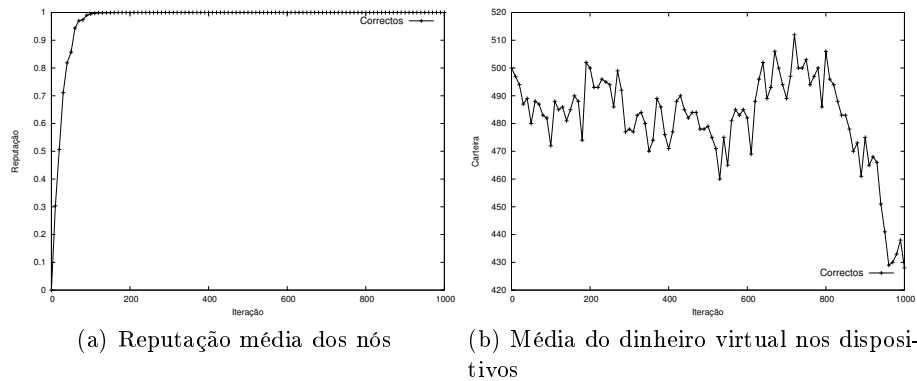 1
0.9
0.8
0.7
0.6
0.5
0.4
0.3
0.2
0.1
0
0 200 400 600 800 1000
Reputação
Iteração
Correctos
(a) Reputação média dos nós
520
510
500
490
480
470
460
450
440
430
420
0 200 400 600 800 1000
Carteira
Iteração
Correctos
(b) Média do dinheiro virtual nos disposi-
tivos